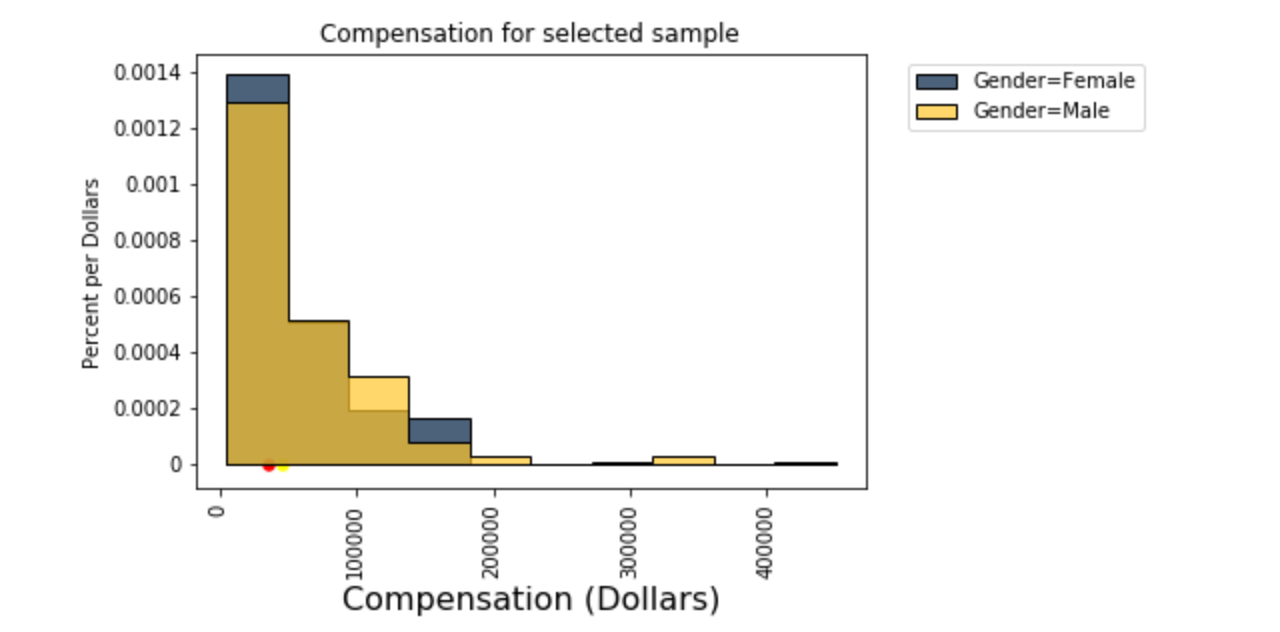 Compensation for selected sample
Gender=Female
Gender=Male
Percent per Dollars
0.0014
0.0012
0.001
0.0008
0.0006
0.0004
0.0002
0
0
100000
200000
300000
400000
Compensation (Dollars)